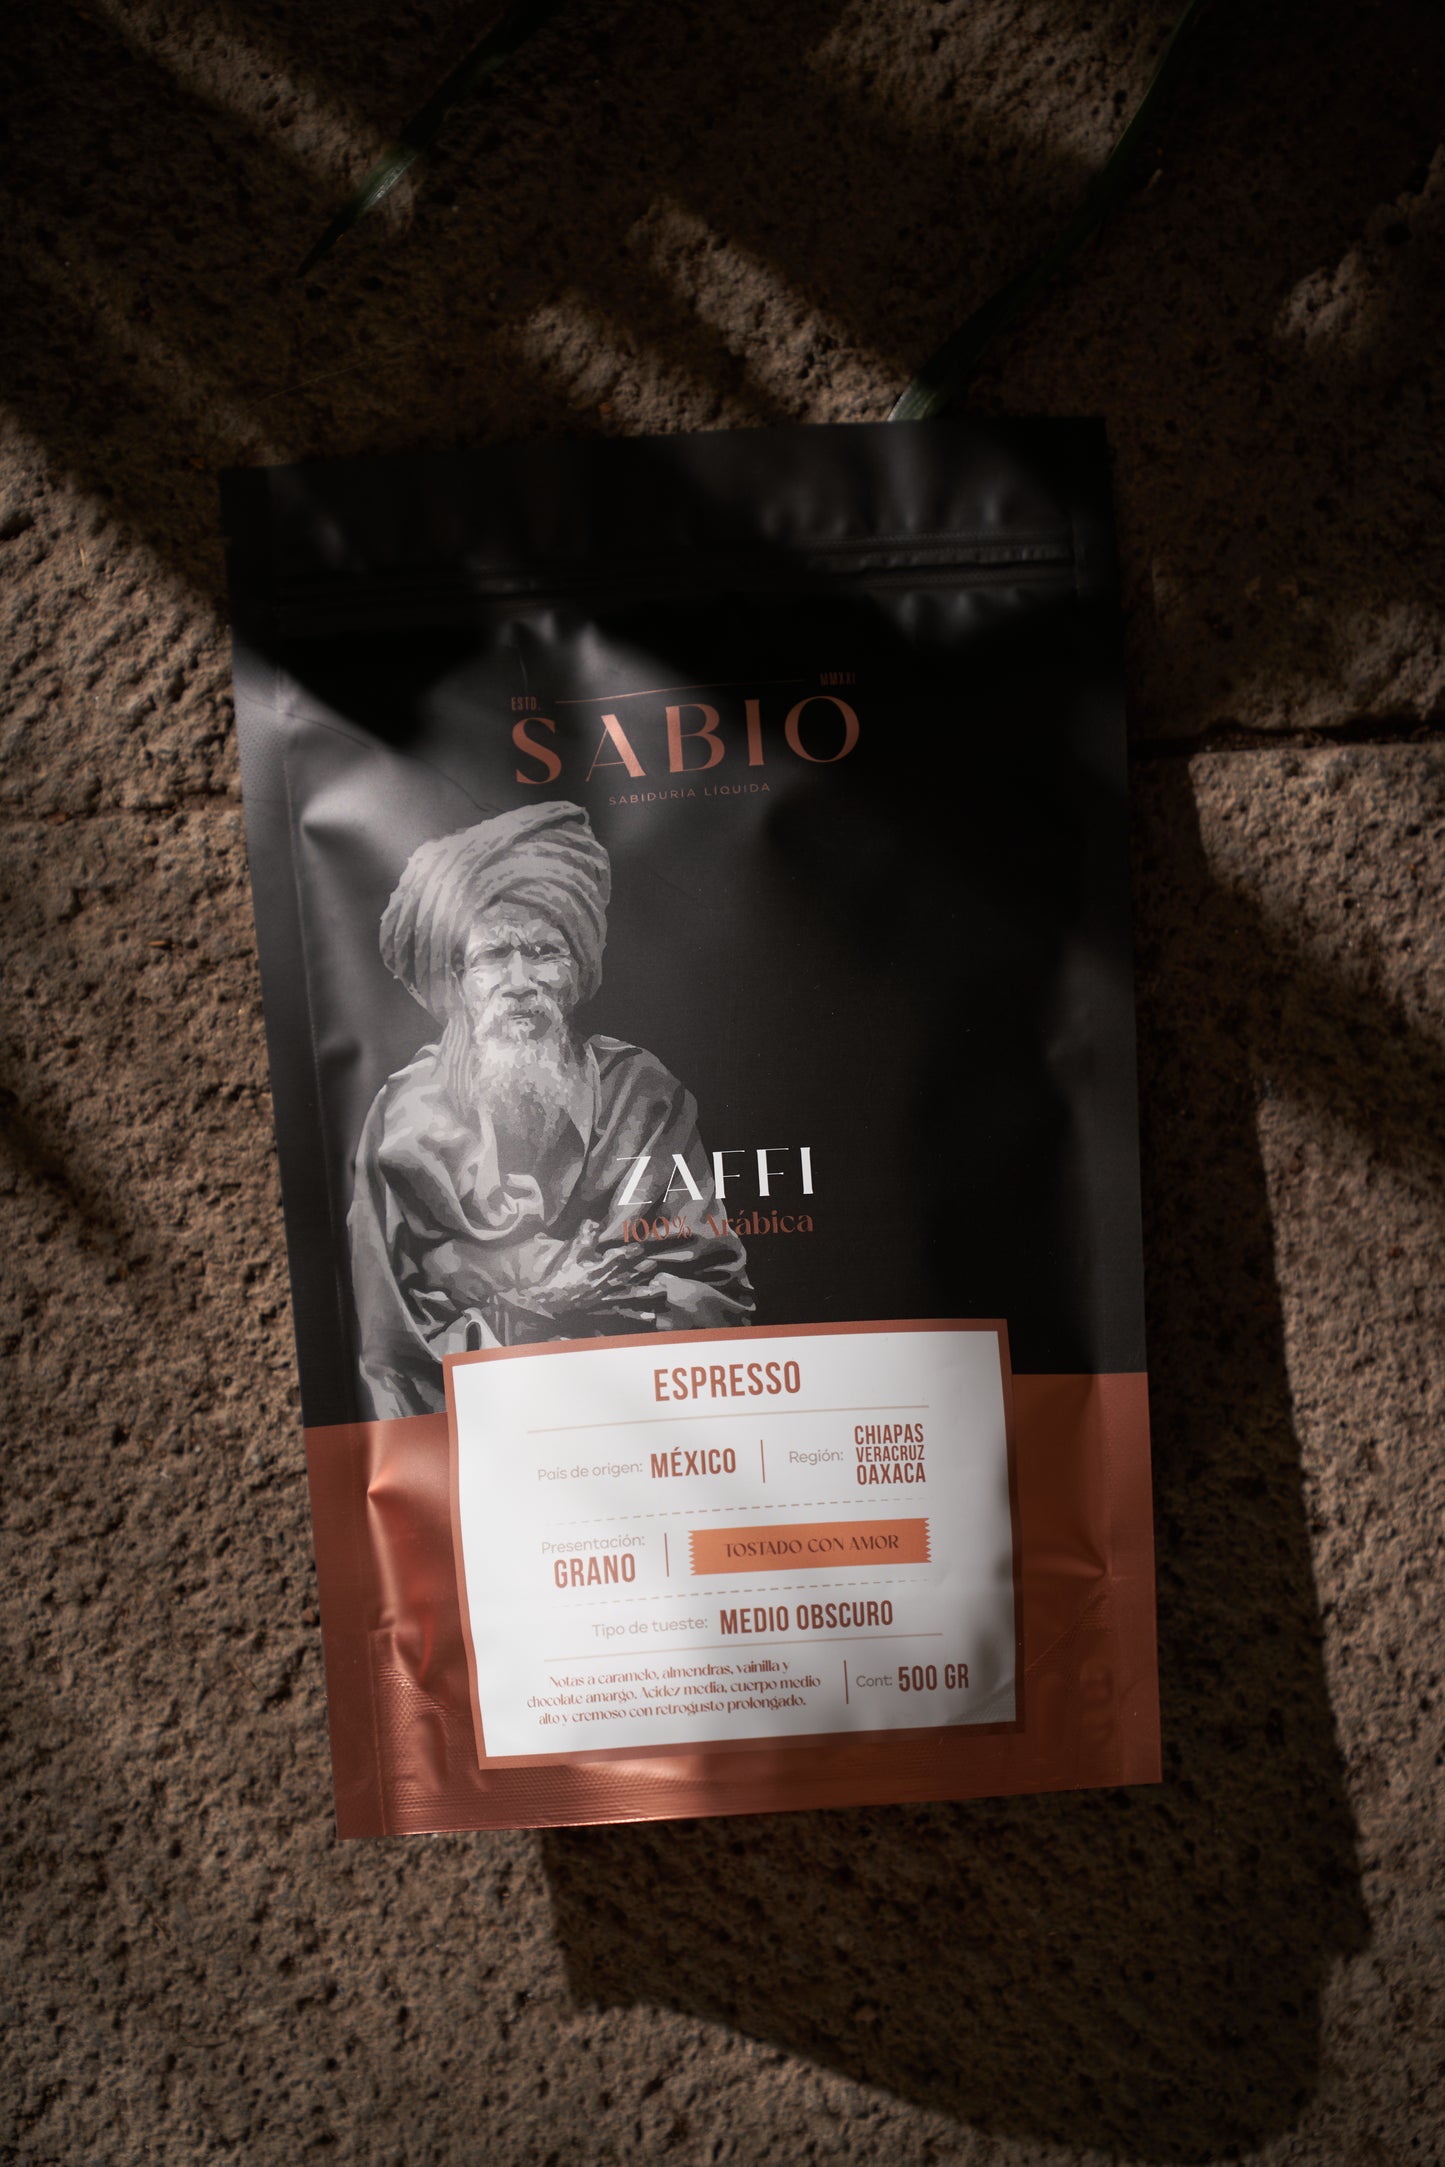 ESTD. MMXXI
SABIO
SABIDURÍA LÍQUIDA
ZAFFI
100% Arábica
ESPRESSO
País de origen: MÉXICO
Región: CHIAPAS
VERACRUZ
OAXACA
Presentación:
GRANO
TOSTADO CON AMOR
Tipo de tueste: MEDIO OBSCURO
Notas a caramelo, almendras, vainilla y
chocolate amargo. Acidez media, cuerpo medio
alto y cremoso con retrogusto prolongado.
Cont: 500 GR